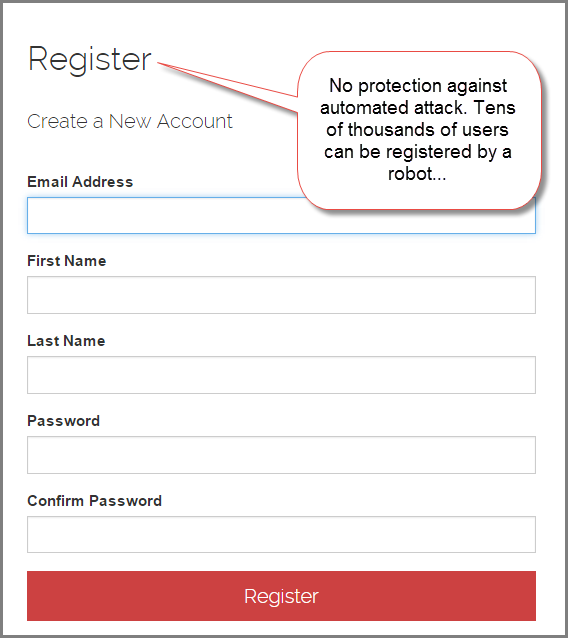 Register
No protection against
automated attack. Tens
of thousands of users
can be registered by a
robot...
Create a New Account
Email Address
First Name
Last Name
Password
Confirm Password
Register